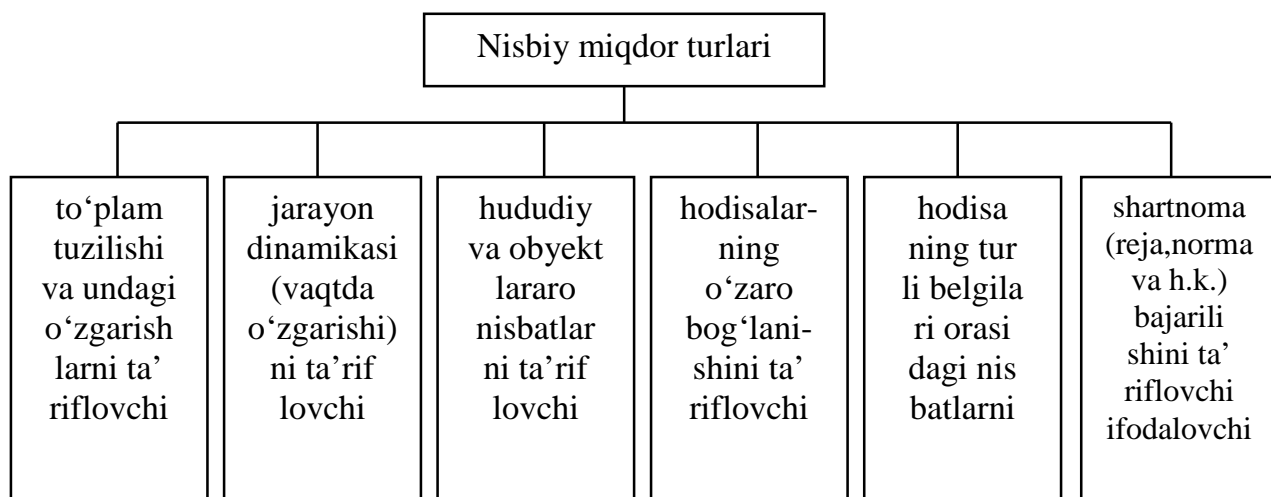 Nisbiy miqdor turlari
to‘plam
tuzilishi
va undagi
o‘zgarish
larni ta’
riflovchi
jarayon
dinamikasi
(vaqtda
o‘zgarishi)
ni ta’rif
lovchi
hududiy
va obyekt
lararo
nisbatlar
ni ta’rif
lovchi
hodisalar-
ning
o‘zaro
bog‘lani-
shini ta’
riflovchi
hodisa
ning tur
li belgila
ri orasi
dagi nis
batlarni
shartnoma
(reja,norma
va h.k.)
bajarili
shini ta’
riflovchi
ifodalovchi